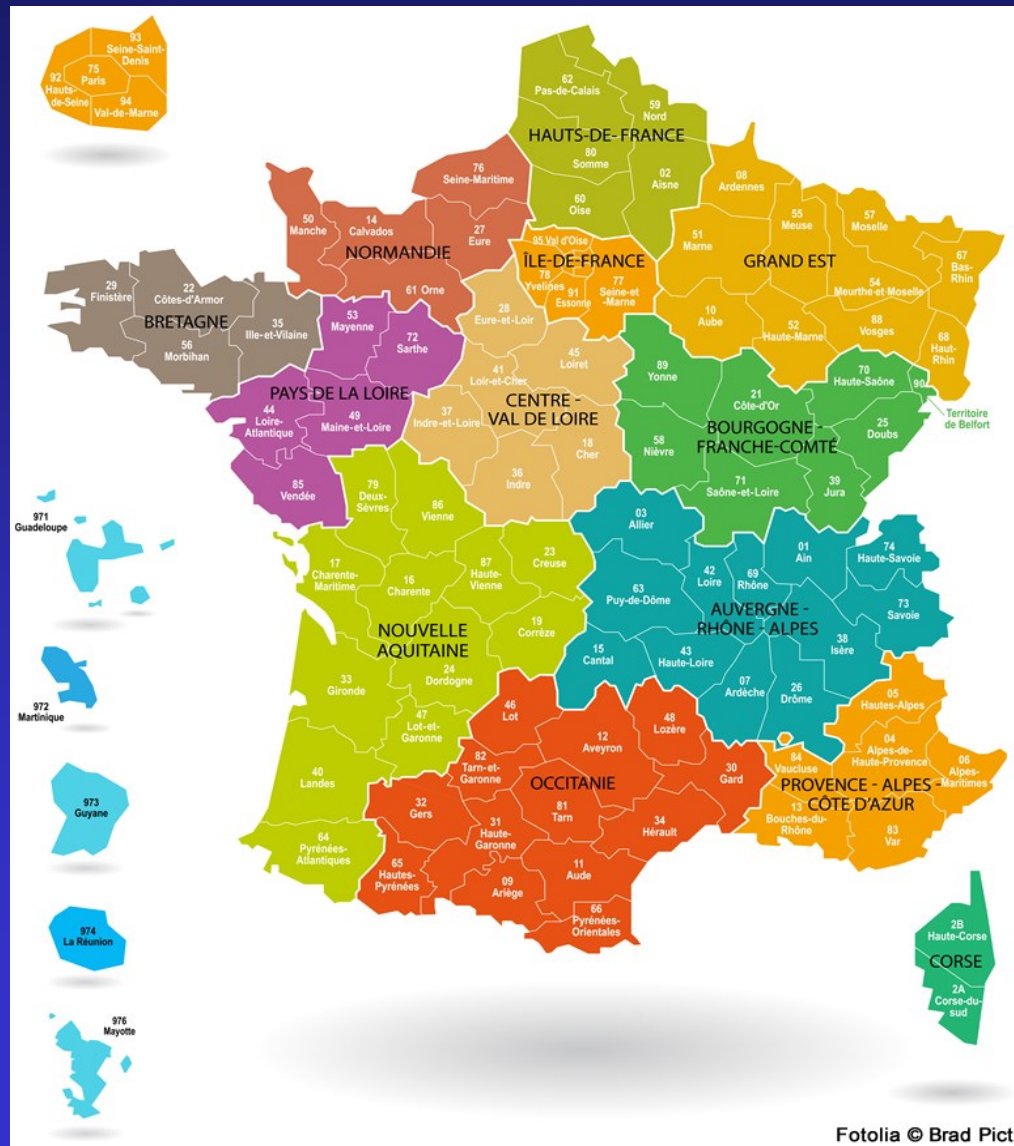 93
Seine-Saint-
Denis
75
Paris
92
Hauts-
de-Seine
94
Val-de-Marne
62
Pas-de-Calais
59
Nord
HAUTS-DE- FRANCE
80
Somme
02
Aisne
60
Oise
76
Seine-Maritime
50
Manche
14
Calvados
27
Eure
NORMANDIE
61 Orne
95 Val d'Oise
ÎLE-DE-FRANCE
78
Yvelines
91
Essonne
77
Seine-et
-Marne
08
Ardennes
55
Meuse
57
Moselle
51
Marne
67
Bas-
Rhin
GRAND EST
54
Meurthe et Moselle
10
Aube
52
Haute-Marne
88
Vosges
68
Haut-
Rhin
29
Finistère
22
Côtes-d'Armor
BRETAGNE
35
Ille-et-Vilaine
56
Morbihan
53
Mayenne
72
Sarthe
PAYS DE LA LOIRE
44
Loire-
Atlantique
49
Maine-et-Loire
85
Vendée
28
Eure-et-Loir
45
Loiret
41
Loir-et-Cher
CENTRE -
VAL DE LOIRE
37
Indre-et-Loire
18
Cher
36
Indre
89
Yonne
70
Haute-Saône
90
Territoire
de Belfort
21
Côte-d'Or
BOURGOGNE -
FRANCHE-COMTÉ
25
Doubs
58
Nièvre
71
Saône-et-Loire
39
Jura
79
Deux-
Sèvres
86
Vienne
17
Charente-
Maritime
16
Charente
87
Haute-
Vienne
23
Creuse
19
Corrèze
NOUVELLE
AQUITAINE
24
Dordogne
33
Gironde
47
Lot-et-
Garonne
40
Landes
64
Pyrénées-
Atlantiques
03
Allier
01
Ain
74
Haute-Savoie
42
Loire
69
Rhône
63
Puy-de-Dôme
73
Savoie
AUVERGNE -
RHÔNE - ALPES
38
Isère
15
Cantal
43
Haute-Loire
07
Ardèche
26
Drôme
46
Lot
12
Aveyron
48
Lozère
82
Tarn-et-
Garonne
OCCITANIE
30
Gard
32
Gers
81
Tarn
31
Haute-
Garonne
34
Hérault
65
Hautes-
Pyrénées
09
Ariège
11
Aude
66
Pyrénées-
Orientales
05
Hautes-Alpes
04
Alpes-de-
Haute-Provence
06
Alpes-
Maritimes
84
Vaucluse
PROVENCE - ALPES -
CÔTE D'AZUR
13
Bouches-du-
Rhône
83
Var
2B
Haute-Corse
CORSE
2A
Corse-du-
sud
971
Guadeloupe
972
Martinique
973
Guyane
974
La Réunion
976
Mayotte
Fotolia © Brad Pict